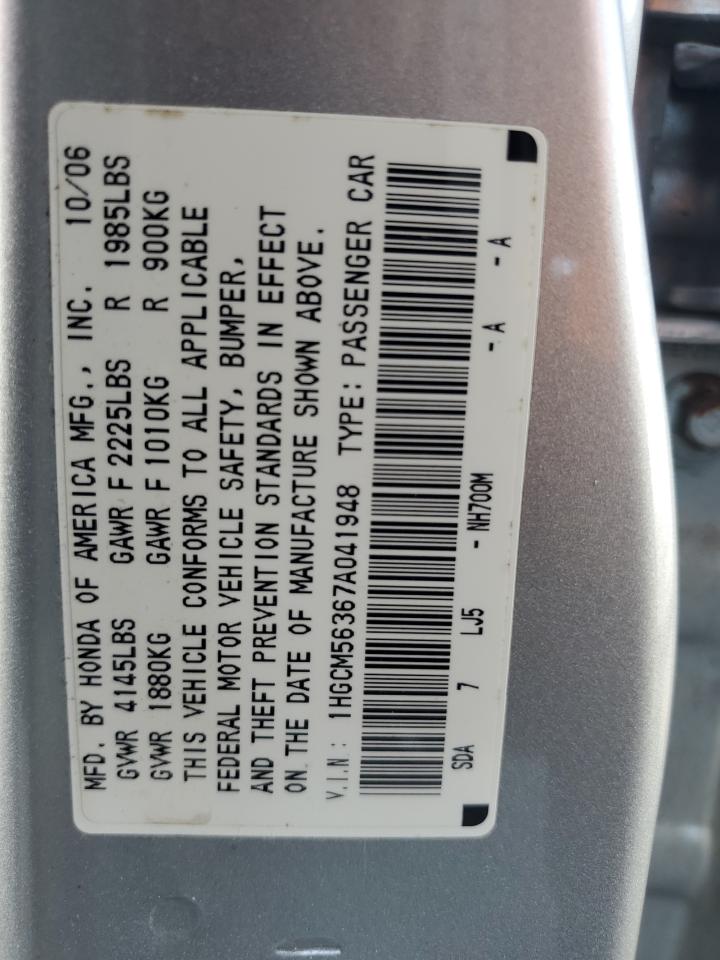 MFD. BY HONDA OF AMERICA MFG., INC. 10/06
GVWR 4145LBS GAWR F 2225LBS R 1985LBS
GVWR 1880KG GAWR F 1010KG R 900KG
THIS VEHICLE CONFORMS TO ALL APPLICABLE
FEDERAL MOTOR VEHICLE SAFETY, BUMPER,
AND THEFT PREVENTION STANDARDS IN EFFECT
ON THE DATE OF MANUFACTURE SHOWN ABOVE.
V.I.N.: 1HGCM56367A041948 TYPE: PASSENGER CAR
SDA 7 LJ5 - NH700M - A - A